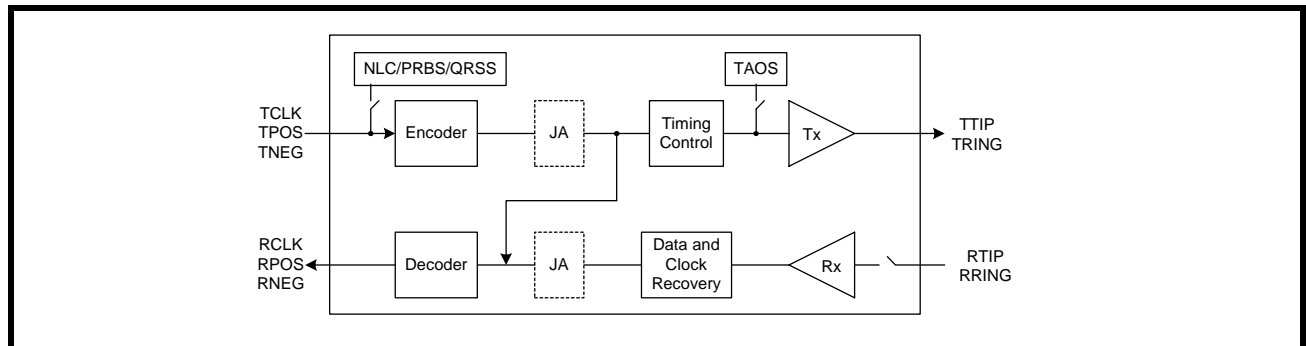 NLC/PRBS/QRSS
TAOS
TCLK
TPOS
TNEG
Encoder
JA
Timing
Control
Tx
TTIP
TRING
RCLK
RPOS
RNEG
Decoder
JA
Data and
Clock
Recovery
Rx
RTIP
RRING